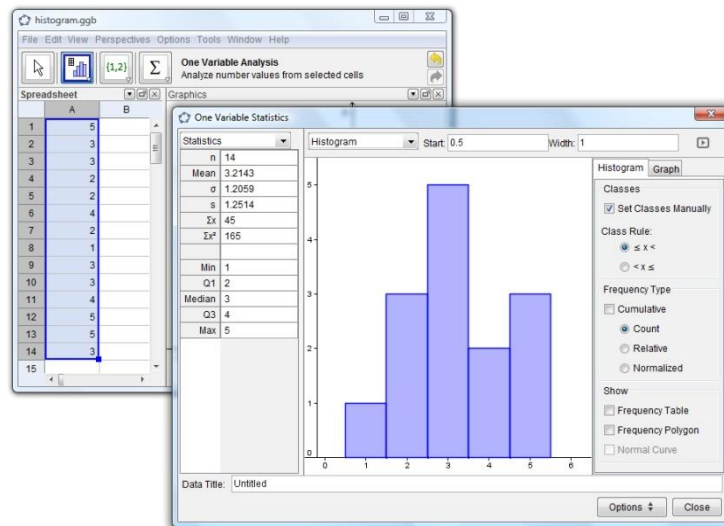 histogram.ggb
File Edit View Perspectives Options Tools Window Help
{1,2}
Σ
One Variable Analysis
Analyze number values from selected cells
Spreadsheet
Graphics
A B
1 5
2 3
3 3
4 2
5 2
6 4
7 2
8 1
9 3
10 3
11 4
12 5
13 5
14 3
15
One Variable Statistics
Statistics
n 14
Mean 3.2143
σ 1.2059
s 1.2514
Σx 45
Σx² 165
Min 1
Q1 2
Median 3
Q3 4
Max 5
Histogram Start: 0.5 Width: 1
5
4
3
2
1
0
0 1 2 3 4 5 6
Histogram Graph
Classes
Set Classes Manually
Class Rule:
≤ x <
< x ≤
Frequency Type
Cumulative
Count
Relative
Normalized
Show
Frequency Table
Frequency Polygon
Normal Curve
Data Title: Untitled
Options Close